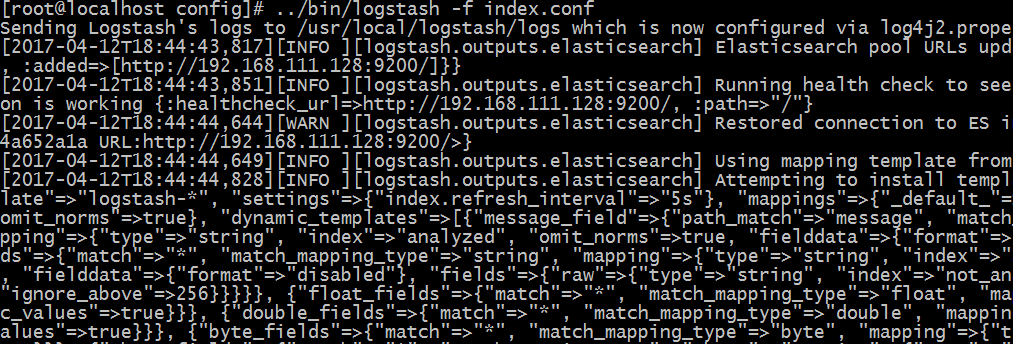 [root@localhost config]# ../bin/logstash -f index.conf
Sending Logstash's logs to /usr/local/logstash/logs which is now configured via log4j2.prope
[2017-04-12T18:44:43,817][INFO ][logstash.outputs.elasticsearch] Elasticsearch pool URLs upd
, :added=>[http://192.168.111.128:9200/]}}
[2017-04-12T18:44:43,851][INFO ][logstash.outputs.elasticsearch] Running health check to see
on is working {:healthcheck_url=>http://192.168.111.128:9200/, :path=>"/"}
[2017-04-12T18:44:44,644][WARN ][logstash.outputs.elasticsearch] Restored connection to ES i
4a652a1a URL:http://192.168.111.128:9200/>}
[2017-04-12T18:44:44,649][INFO ][logstash.outputs.elasticsearch] Using mapping template from
[2017-04-12T18:44:44,828][INFO ][logstash.outputs.elasticsearch] Attempting to install templ
late"=>"logstash-*", "settings"=>{"index.refresh_interval"=>"5s"}, "mappings"=>{"_default_"=
omit_norms"=>true}, "dynamic_templates"=>[{"message_field"=>{"path_match"=>"message", "match_
pping"=>{"type"=>"string", "index"=>"analyzed", "omit_norms"=>true, "fielddata"=>{"format"=>
ds"=>{"match"=>"*", "match_mapping_type"=>"string", "mapping"=>{"type"=>"string", "index"=>"
, "fielddata"=>{"format"=>"disabled"}, "fields"=>{"raw"=>{"type"=>"string", "index"=>"not_an
"ignore_above"=>256}}}}}, {"float_fields"=>{"match"=>"*", "match_mapping_type"=>"float", "ma
c_values"=>true}}}, {"double_fields"=>{"match"=>"*", "match_mapping_type"=>"double", "mappin
alues"=>true}}}, {"byte_fields"=>{"match"=>"*", "match_mapping_type"=>"byte", "mapping"=>{"t